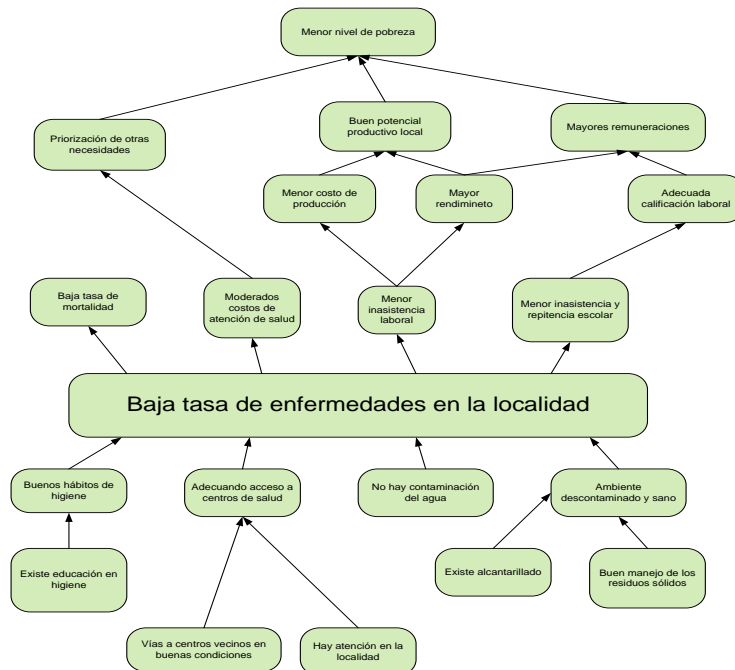 Menor nivel de pobreza
Priorización de otras
necesidades
Buen potencial
productivo local
Mayores remuneraciones
Menor costo de
producción
Mayor
rendimineto
Adecuada
calificación laboral
Baja tasa de
mortalidad
Moderados
costos de
atención de salud
Menor
inasistencia
laboral
Menor inasistencia y
repitencia escolar
Baja tasa de enfermedades en la localidad
Buenos hábitos de
higiene
Adecuando acceso a
centros de salud
No hay contaminación
del agua
Ambiente
descontaminado y sano
Existe educación en
higiene
Existe alcantarillado
Buen manejo de los
residuos sólidos
Vías a centros vecinos en
buenas condiciones
Hay atención en la
localidad